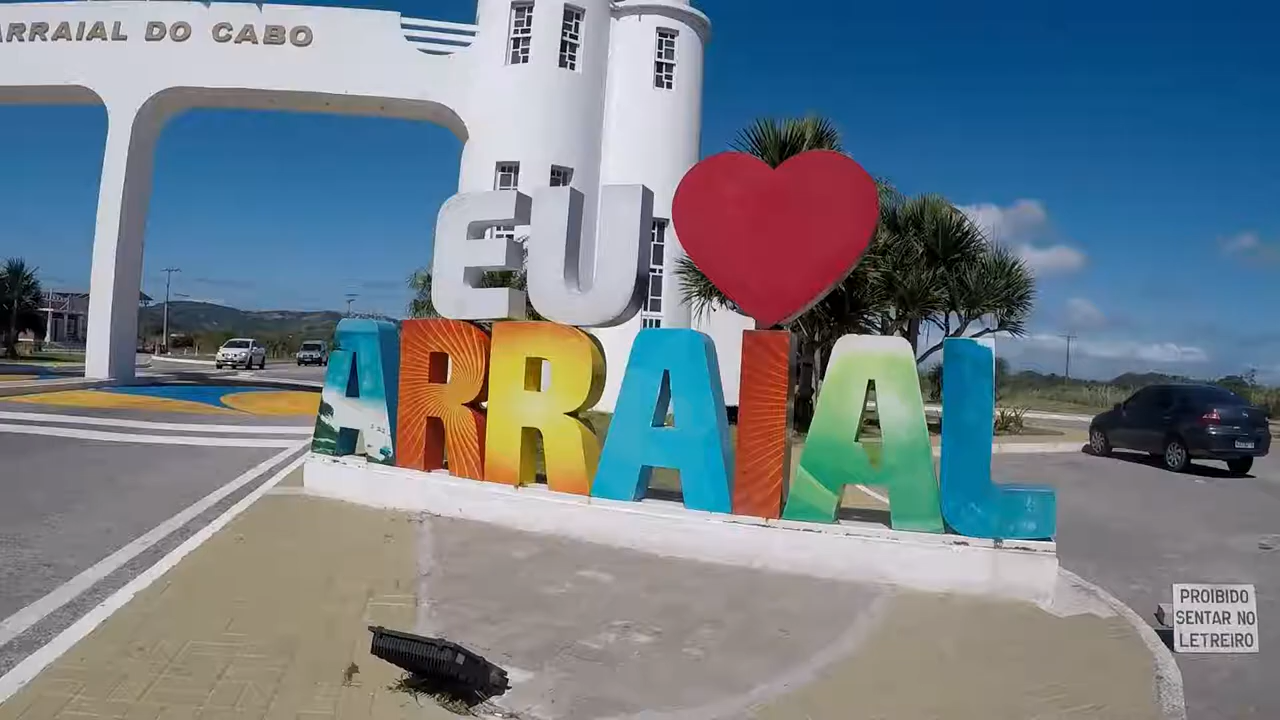 ARRAIAL DO CABO
EU
ARRAIAL
PROIBIDO
SENTAR NO
LETREIRO